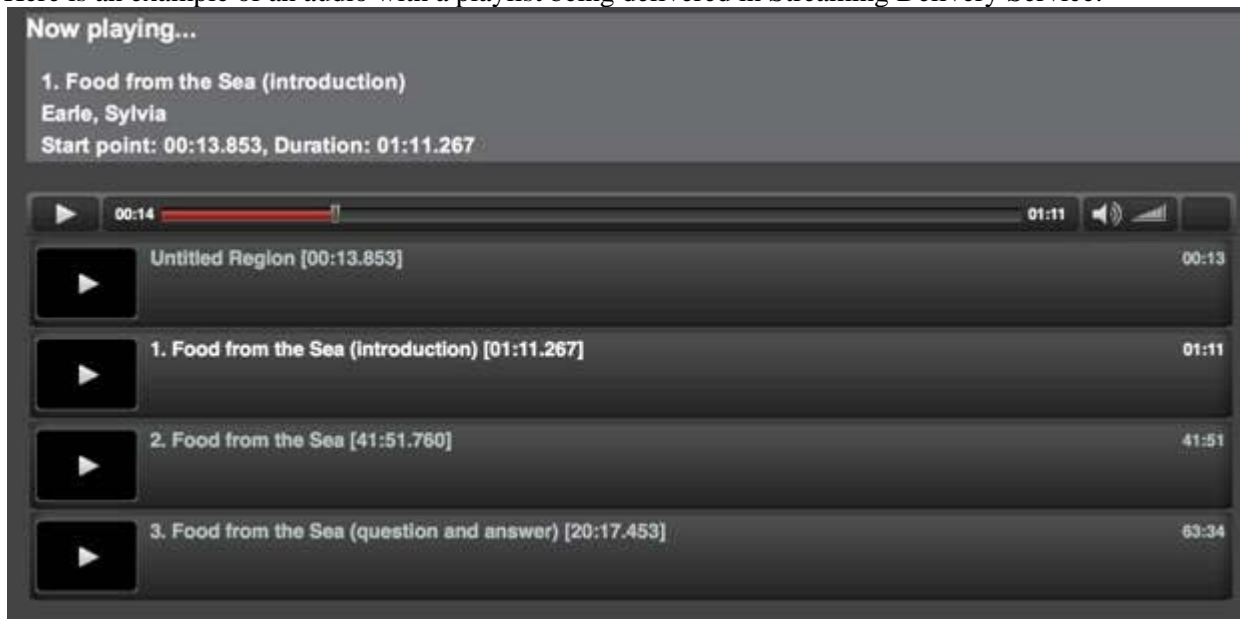 Here is an example of an audio with a playlist being delivered in Streaming Delivery Service:
Now playing...
1. Food from the Sea (introduction)
Earle, Sylvia
Start point: 00:13.853, Duration: 01:11.267
00:14 01:11
Untitled Region [00:13.853] 00:13
1. Food from the Sea (introduction) [01:11.267] 01:11
2. Food from the Sea [41:51.760] 41:51
3. Food from the Sea (question and answer) [20:17.453] 63:34